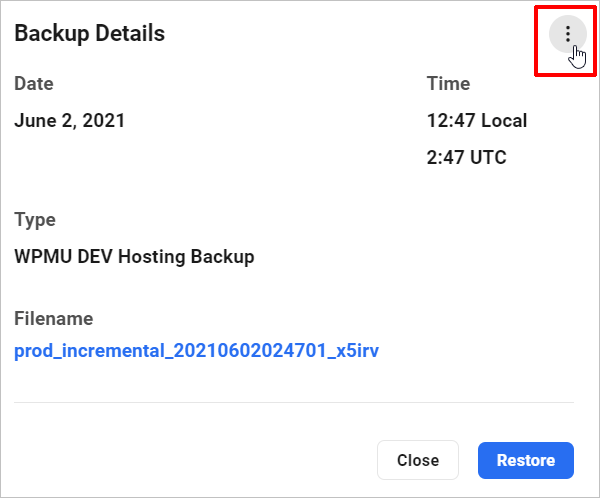 Backup Details
Date
Time
June 2, 2021
12:47 Local
2:47 UTC
Type
WPMU DEV Hosting Backup
Filename
prod_incremental_20210602024701_x5irv
Close
Restore